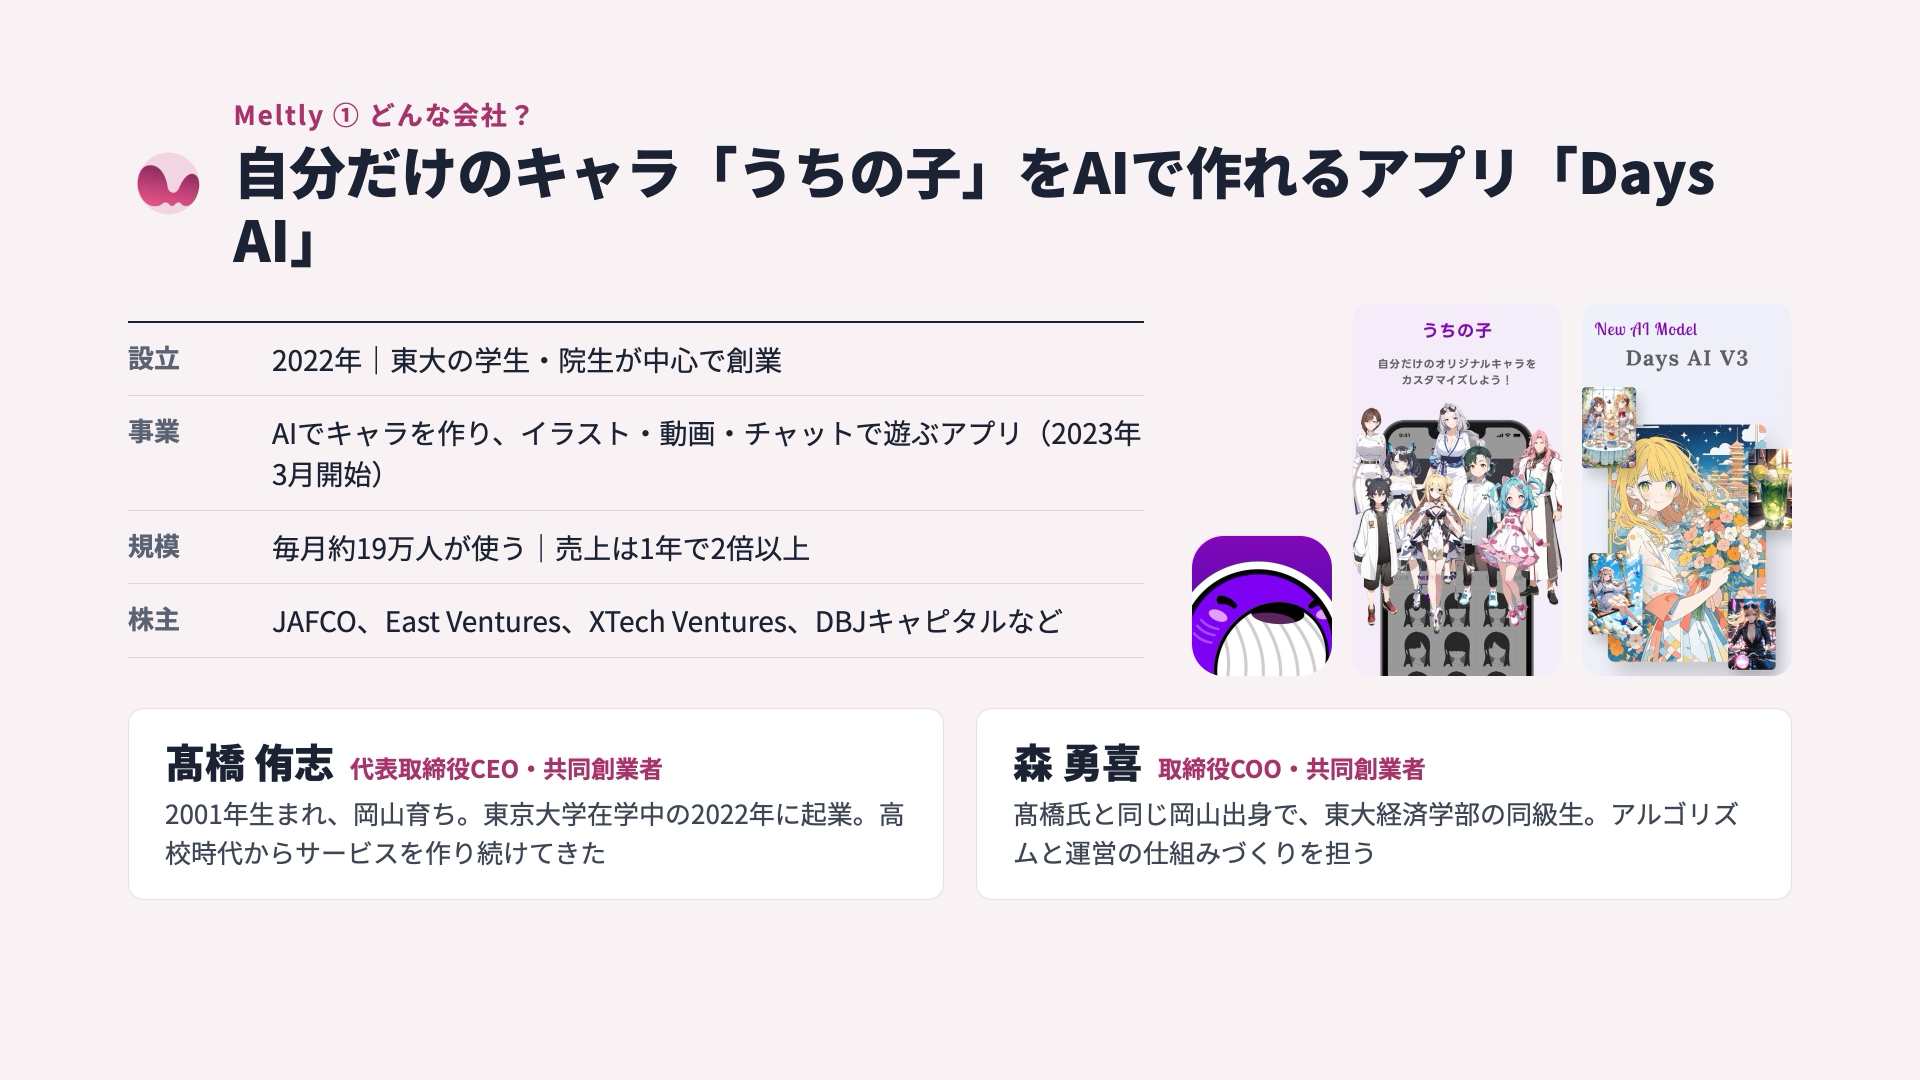 Meltly ① どんな会社？
自分だけのキャラ「うちの子」をAIで作れるアプリ「Days
AI」
設立 2022年｜東大の学生・院生が中心で創業
事業 AIでキャラを作り、イラスト・動画・チャットで遊ぶアプリ（2023年
3月開始）
規模 毎月約19万人が使う｜売上は1年で2倍以上
株主 JAFCO、East Ventures、XTech Ventures、DBJキャピタルなど
うちの子
自分だけのオリジナルキャラを
カスタマイズしよう！
9:41
New AI Model
Days AI V3
髙橋 侑志 代表取締役CEO・共同創業者
2001年生まれ、岡山育ち。東京大学在学中の2022年に起業。高
校時代からサービスを作り続けてきた
森 勇喜 取締役COO・共同創業者
髙橋氏と同じ岡山出身で、東大経済学部の同級生。アルゴリズ
ムと運営の仕組みづくりを担う